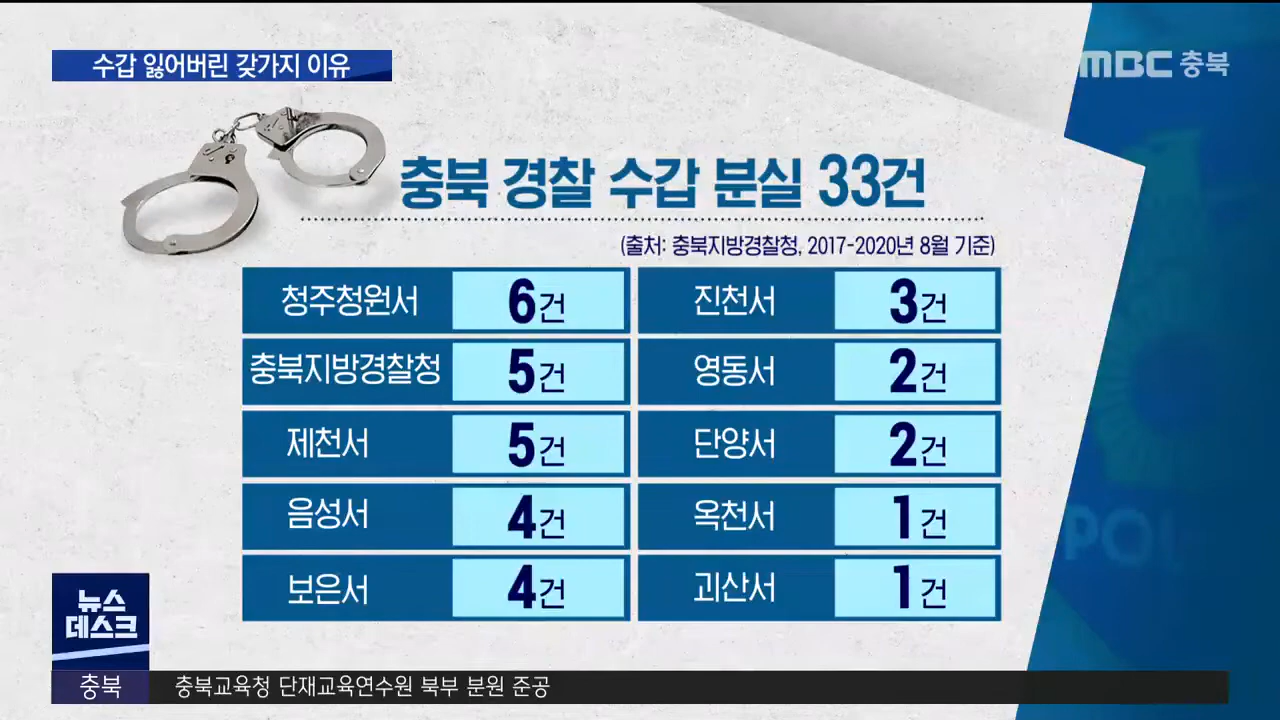 수갑 잃어버린 갖가지 이유
MBC 충북
충북 경찰 수갑 분실 33건
(출처: 충북지방경찰청, 2017-2020년 8월 기준)
청주청원서 6건 진천서 3건
충북지방경찰청 5건 영동서 2건
제천서 5건 단양서 2건
음성서 4건 옥천서 1건
보은서 4건 괴산서 1건
POL
뉴스
데스크
충북 충북교육청 단재교육연수원 북부 분원 준공